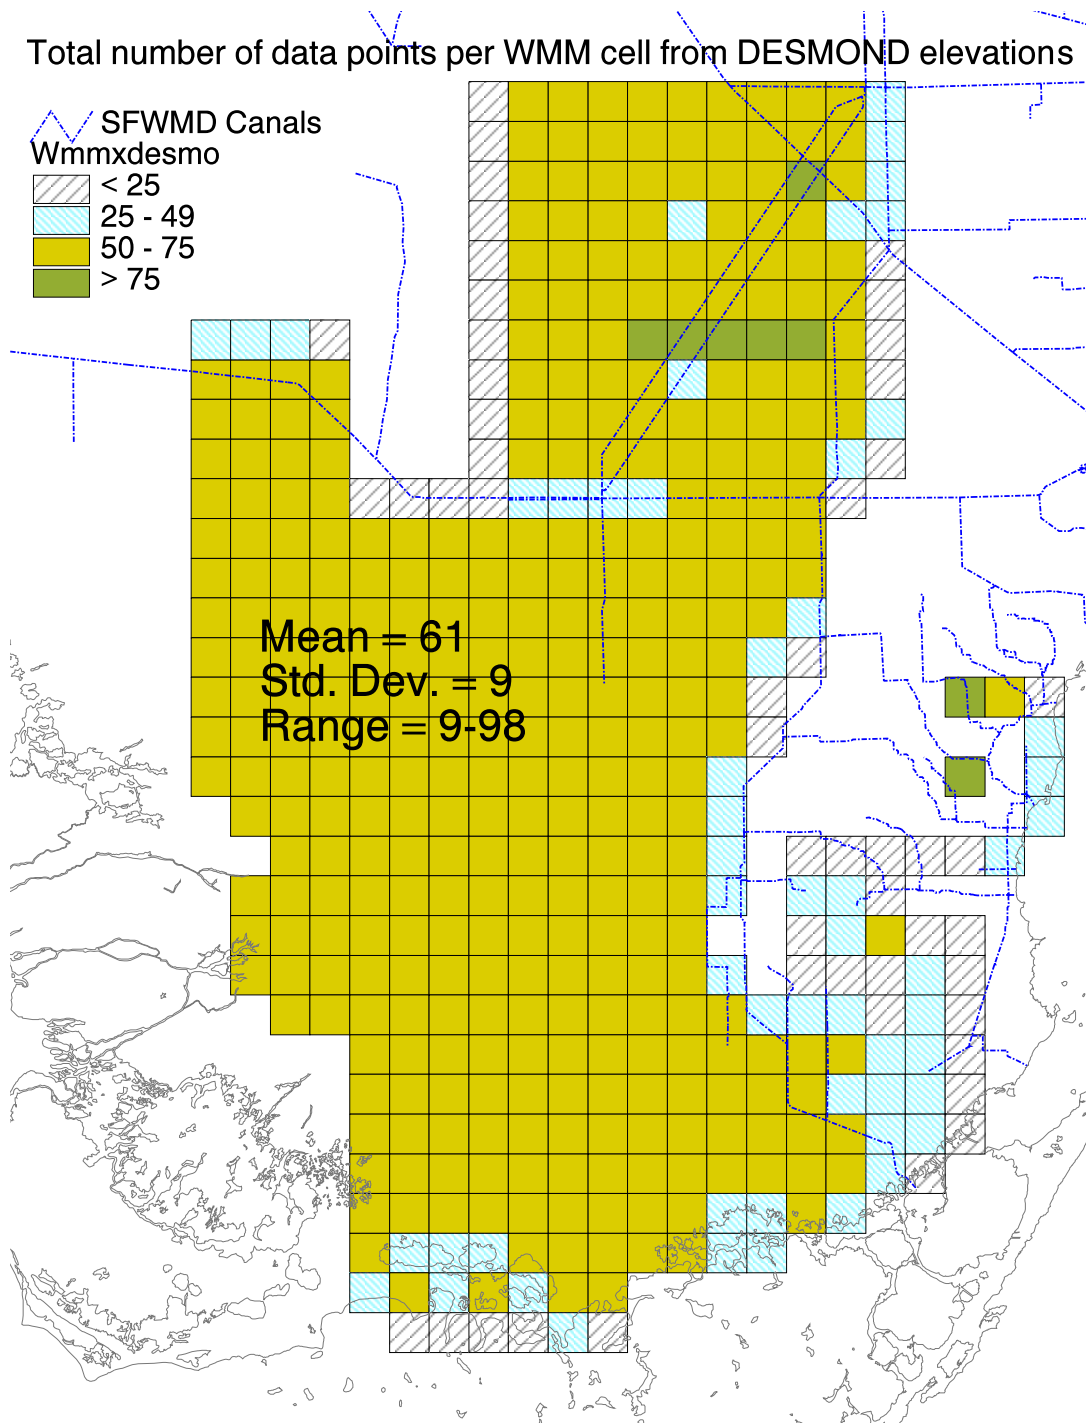 Total number of data points per WMM cell from DESMOND elevations
SFWMD Canals
Wmmxdesmo
< 25
25 - 49
50 - 75
> 75
Mean = 61
Std. Dev. = 9
Range = 9-98